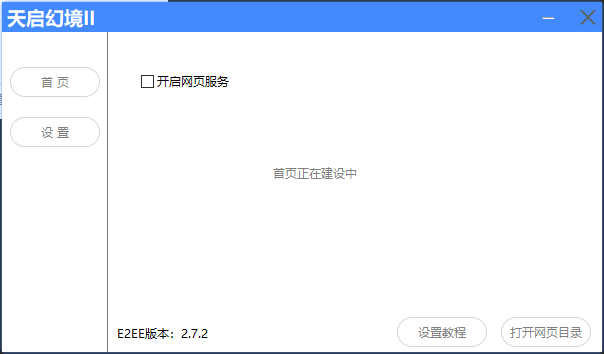 天启幻境II
首 页
设 置
开启网页服务
首页正在建设中
E2EE版本：2.7.2
设置教程
打开网页目录